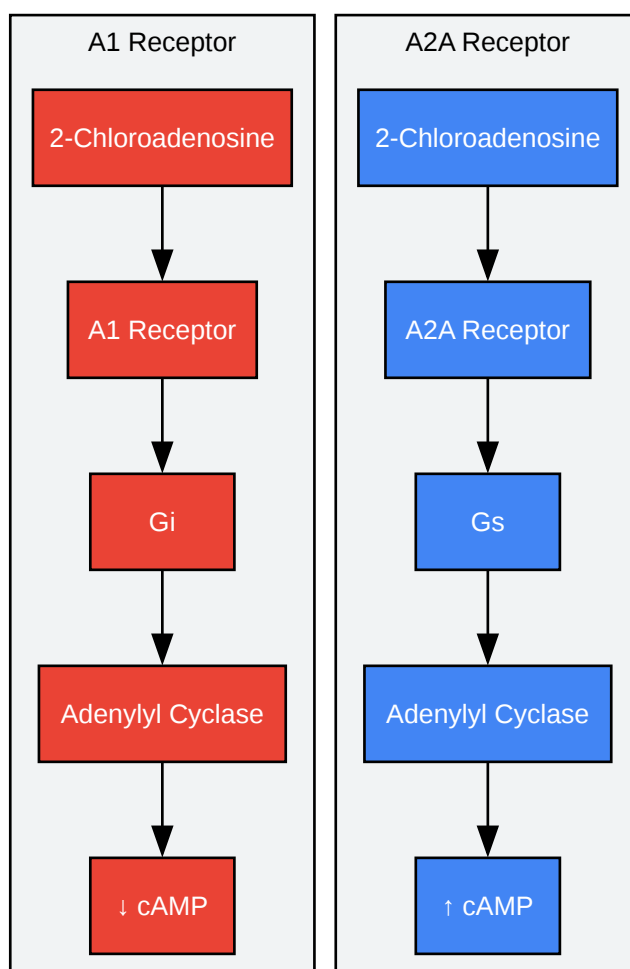 A1 Receptor
2-Chloroadenosine
A1 Receptor
Gi
Adenylyl Cyclase
↓ cAMP
A2A Receptor
2-Chloroadenosine
A2A Receptor
Gs
Adenylyl Cyclase
↑ cAMP